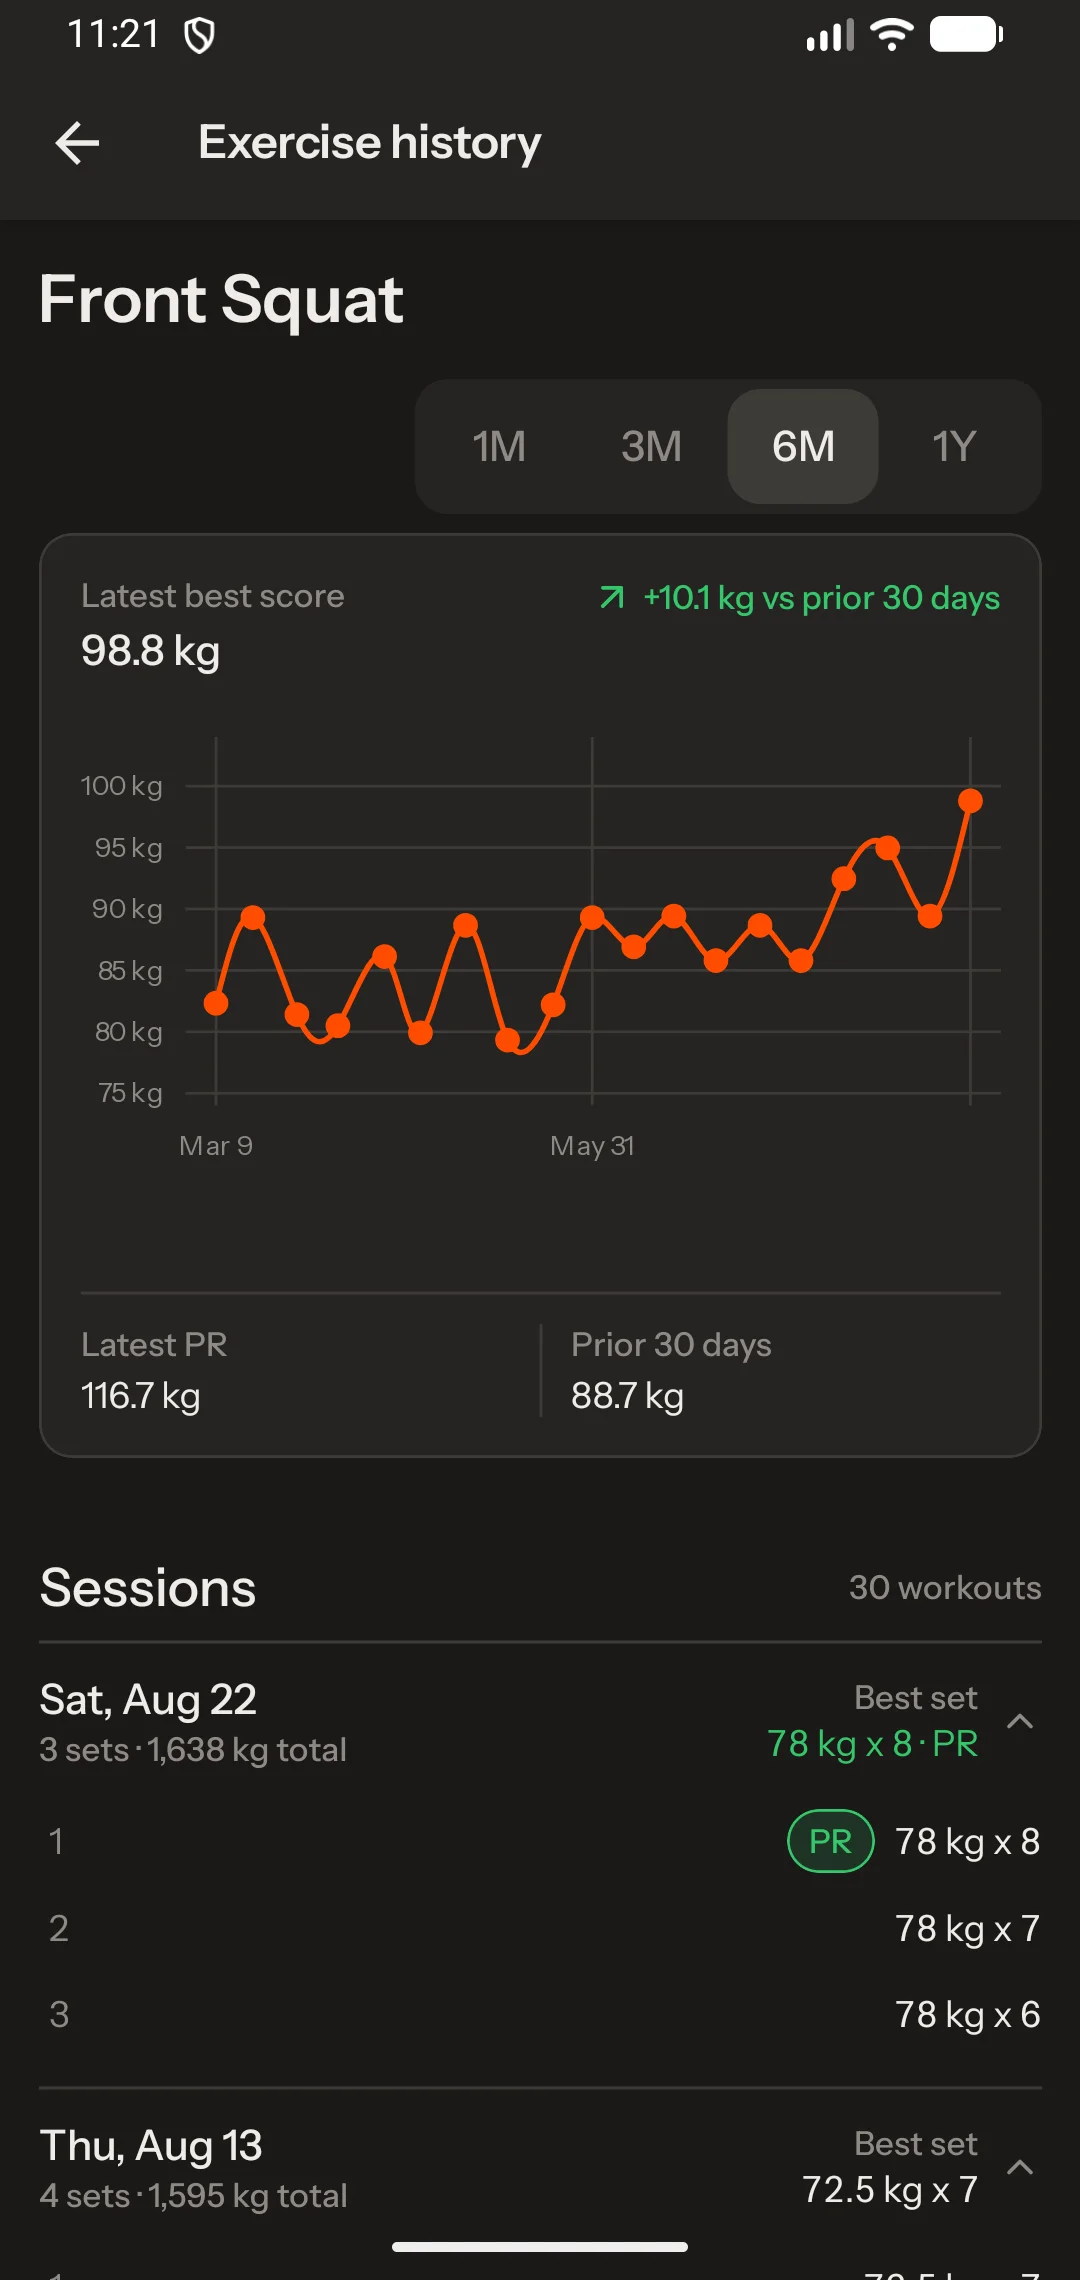 11:21
Exercise history
Front Squat
1M 3M 6M 1Y
Latest best score
+10.1 kg vs prior 30 days
98.8 kg
100 kg
95 kg
90 kg
85 kg
80 kg
75 kg
Mar 9 May 31
Latest PR
116.7 kg
Prior 30 days
88.7 kg
Sessions
30 workouts
Sat, Aug 22
3 sets · 1,638 kg total
Best set
78 kg x 8 · PR
1 PR 78 kg x 8
2 78 kg x 7
3 78 kg x 6
Thu, Aug 13
4 sets · 1,595 kg total
Best set
72.5 kg x 7